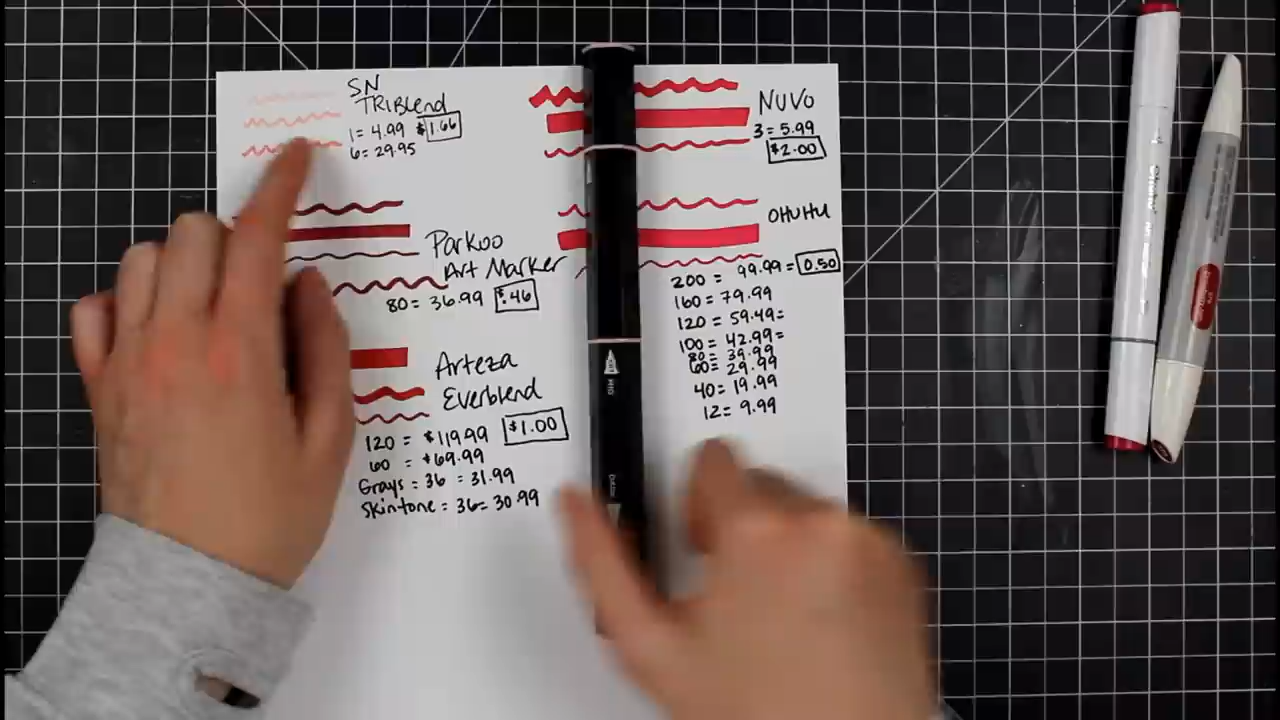 SN
TRIBlend
1 = 4.99 $1.66
6 = 29.95
Parkoo
Art Marker
80 = 36.99 $.46
Arteza
Everblend
120 = $119.99 $1.00
60 = $69.99
Grays = 36 = 31.99
Skintone = 36 = 30.99
NUVO
3 = 5.99
$2.00
OHUHU
200 = 99.99 = 0.50
160 = 79.99
120 = 59.49 =
100 = 42.99 =
80 = 39.99
60 = 29.99
40 = 19.99
12 = 9.99